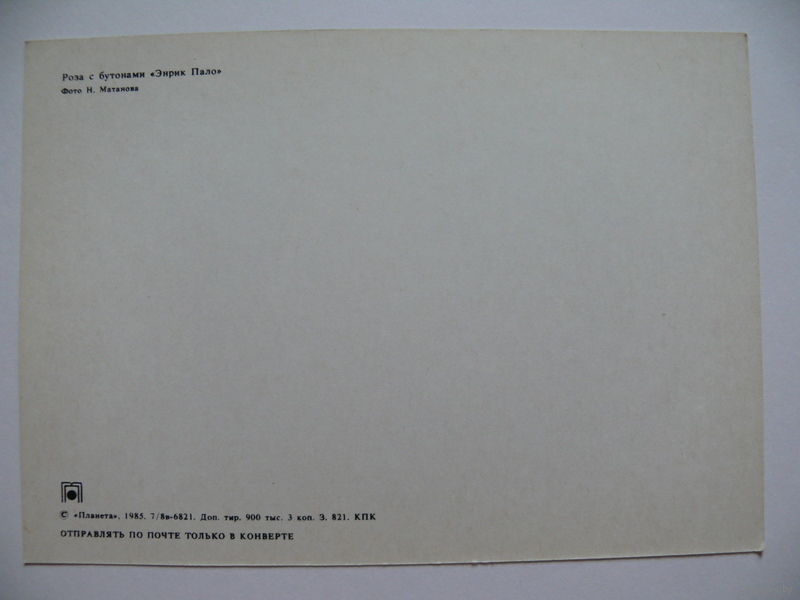 Роза с бутонами «Энрик Пало»
Фото Н. Матанова
© «Планета», 1985. 7/8в-6821. Доп. тир. 900 тыс. 3 коп. З. 821. КПК
ОТПРАВЛЯТЬ ПО ПОЧТЕ ТОЛЬКО В КОНВЕРТЕ